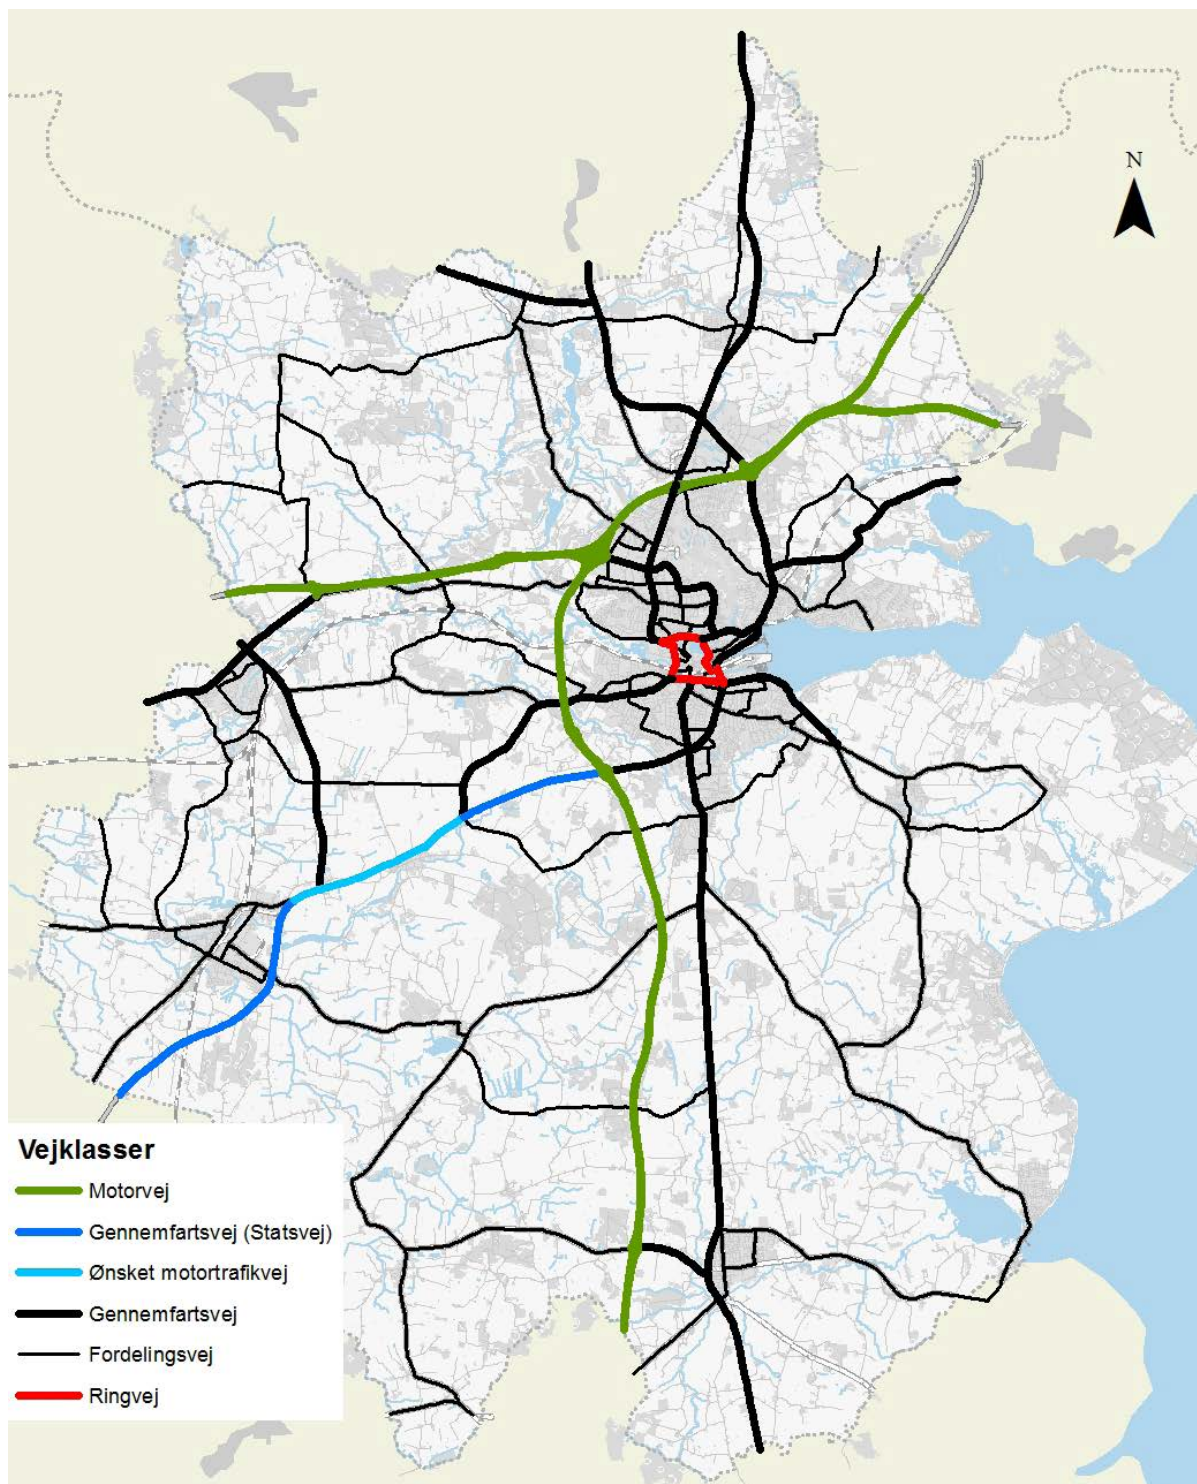 N
Vejklasser
Motorvej
Gennemfartsvej (Statsvej)
Ønsket motortrafikvej
Gennemfartsvej
Fordelingsvej
Ringvej